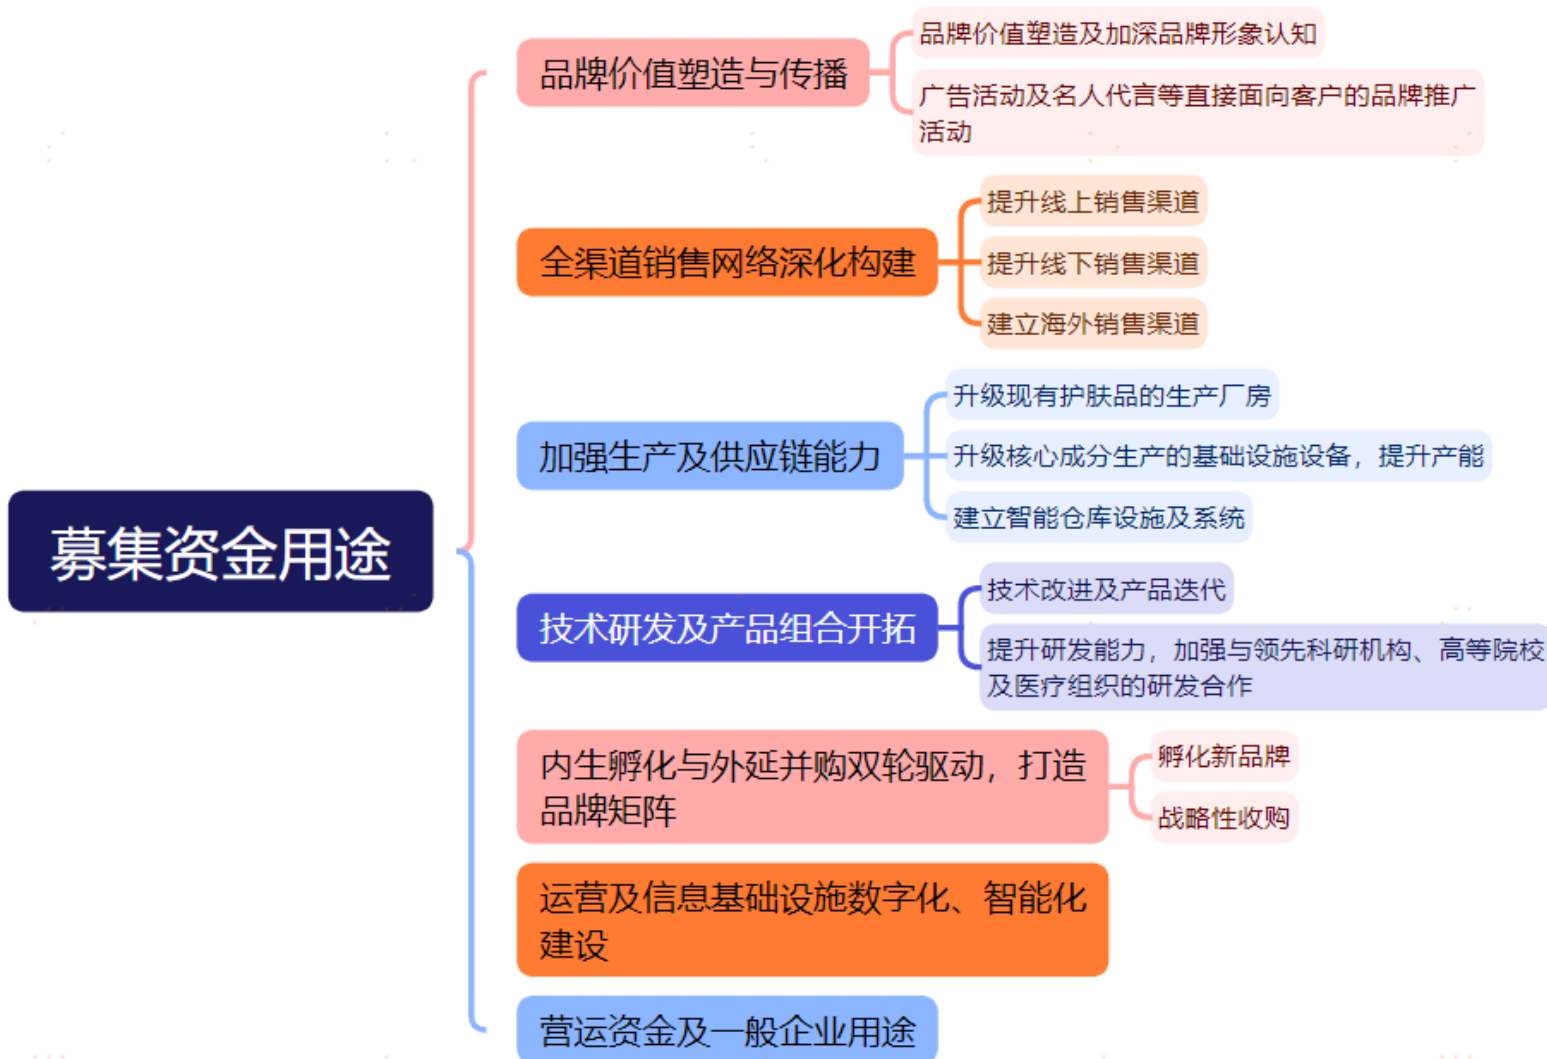 募集资金用途
品牌价值塑造与传播
品牌价值塑造及加深品牌形象认知
广告活动及名人代言等直接面向客户的品牌推广
活动
全渠道销售网络深化构建
提升线上销售渠道
提升线下销售渠道
建立海外销售渠道
加强生产及供应链能力
升级现有护肤品的生产厂房
升级核心成分生产的基础设施设备，提升产能
建立智能仓库设施及系统
技术研发及产品组合开拓
技术改进及产品迭代
提升研发能力，加强与领先科研机构、高等院校
及医疗组织的研发合作
内生孵化与外延并购双轮驱动，打造
品牌矩阵
孵化新品牌
战略性收购
运营及信息基础设施数字化、智能化
建设
营运资金及一般企业用途